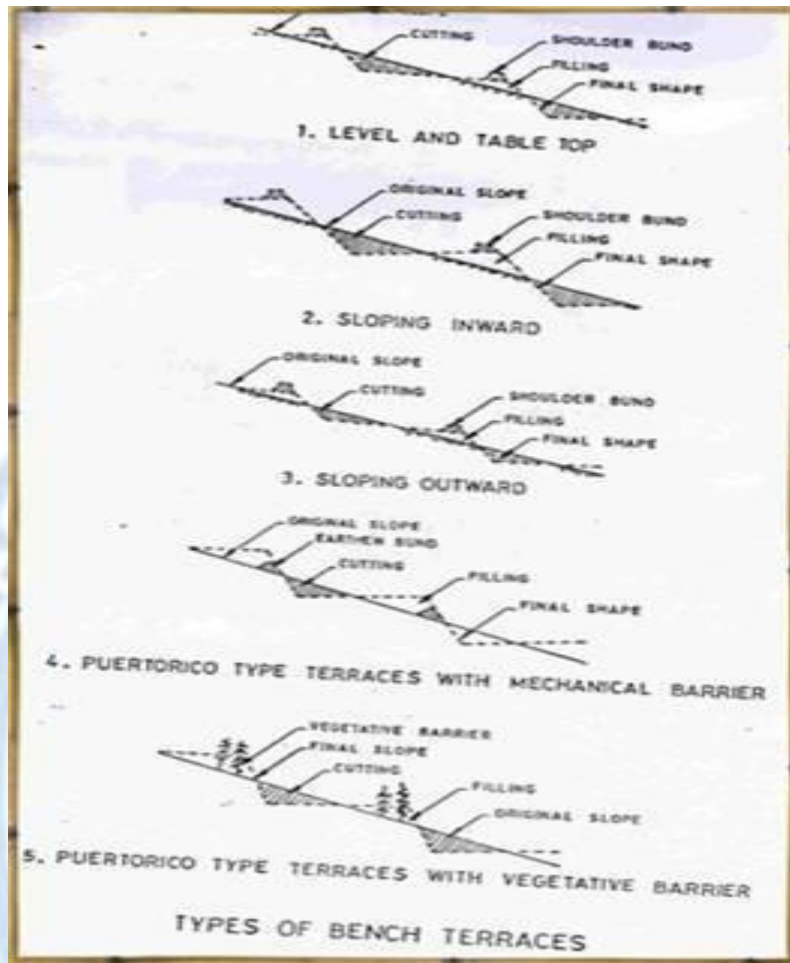 CUTTING
SHOULDER BUND
FILLING
FINAL SHAPE
1. LEVEL AND TABLE TOP
ORIGINAL SLOPE
CUTTING
SHOULDER BUND
FILLING
FINAL SHAPE
2. SLOPING INWARD
ORIGINAL SLOPE
CUTTING
SHOULDER BUND
FILLING
FINAL SHAPE
3. SLOPING OUTWARD
ORIGINAL SLOPE
EARTHEW BUND
CUTTING
FILLING
FINAL SHAPE
4. PUERTORICO TYPE TERRACES WITH MECHANICAL BARRIER
VEGETATIVE BARRIER
FINAL SLOPE
CUTTING
FILLING
ORIGINAL SLOPE
5. PUERTORICO TYPE TERRACES WITH VEGETATIVE BARRIER
TYPES OF BENCH TERRACES